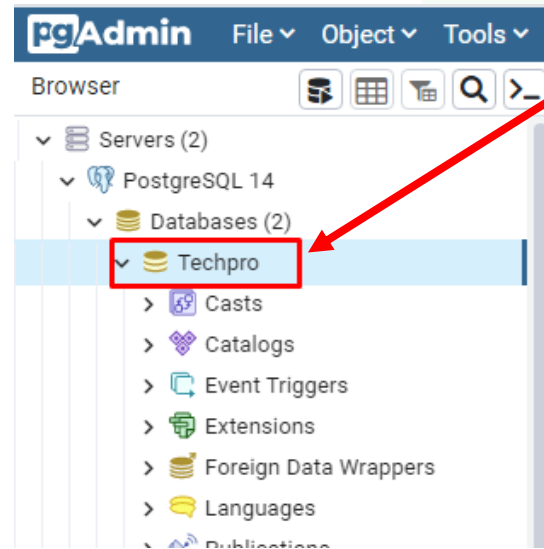 pgAdmin File Object Tools
Browser
Servers (2)
PostgreSQL 14
Databases (2)
Techpro
Casts
Catalogs
Event Triggers
Extensions
Foreign Data Wrappers
Languages
Publications